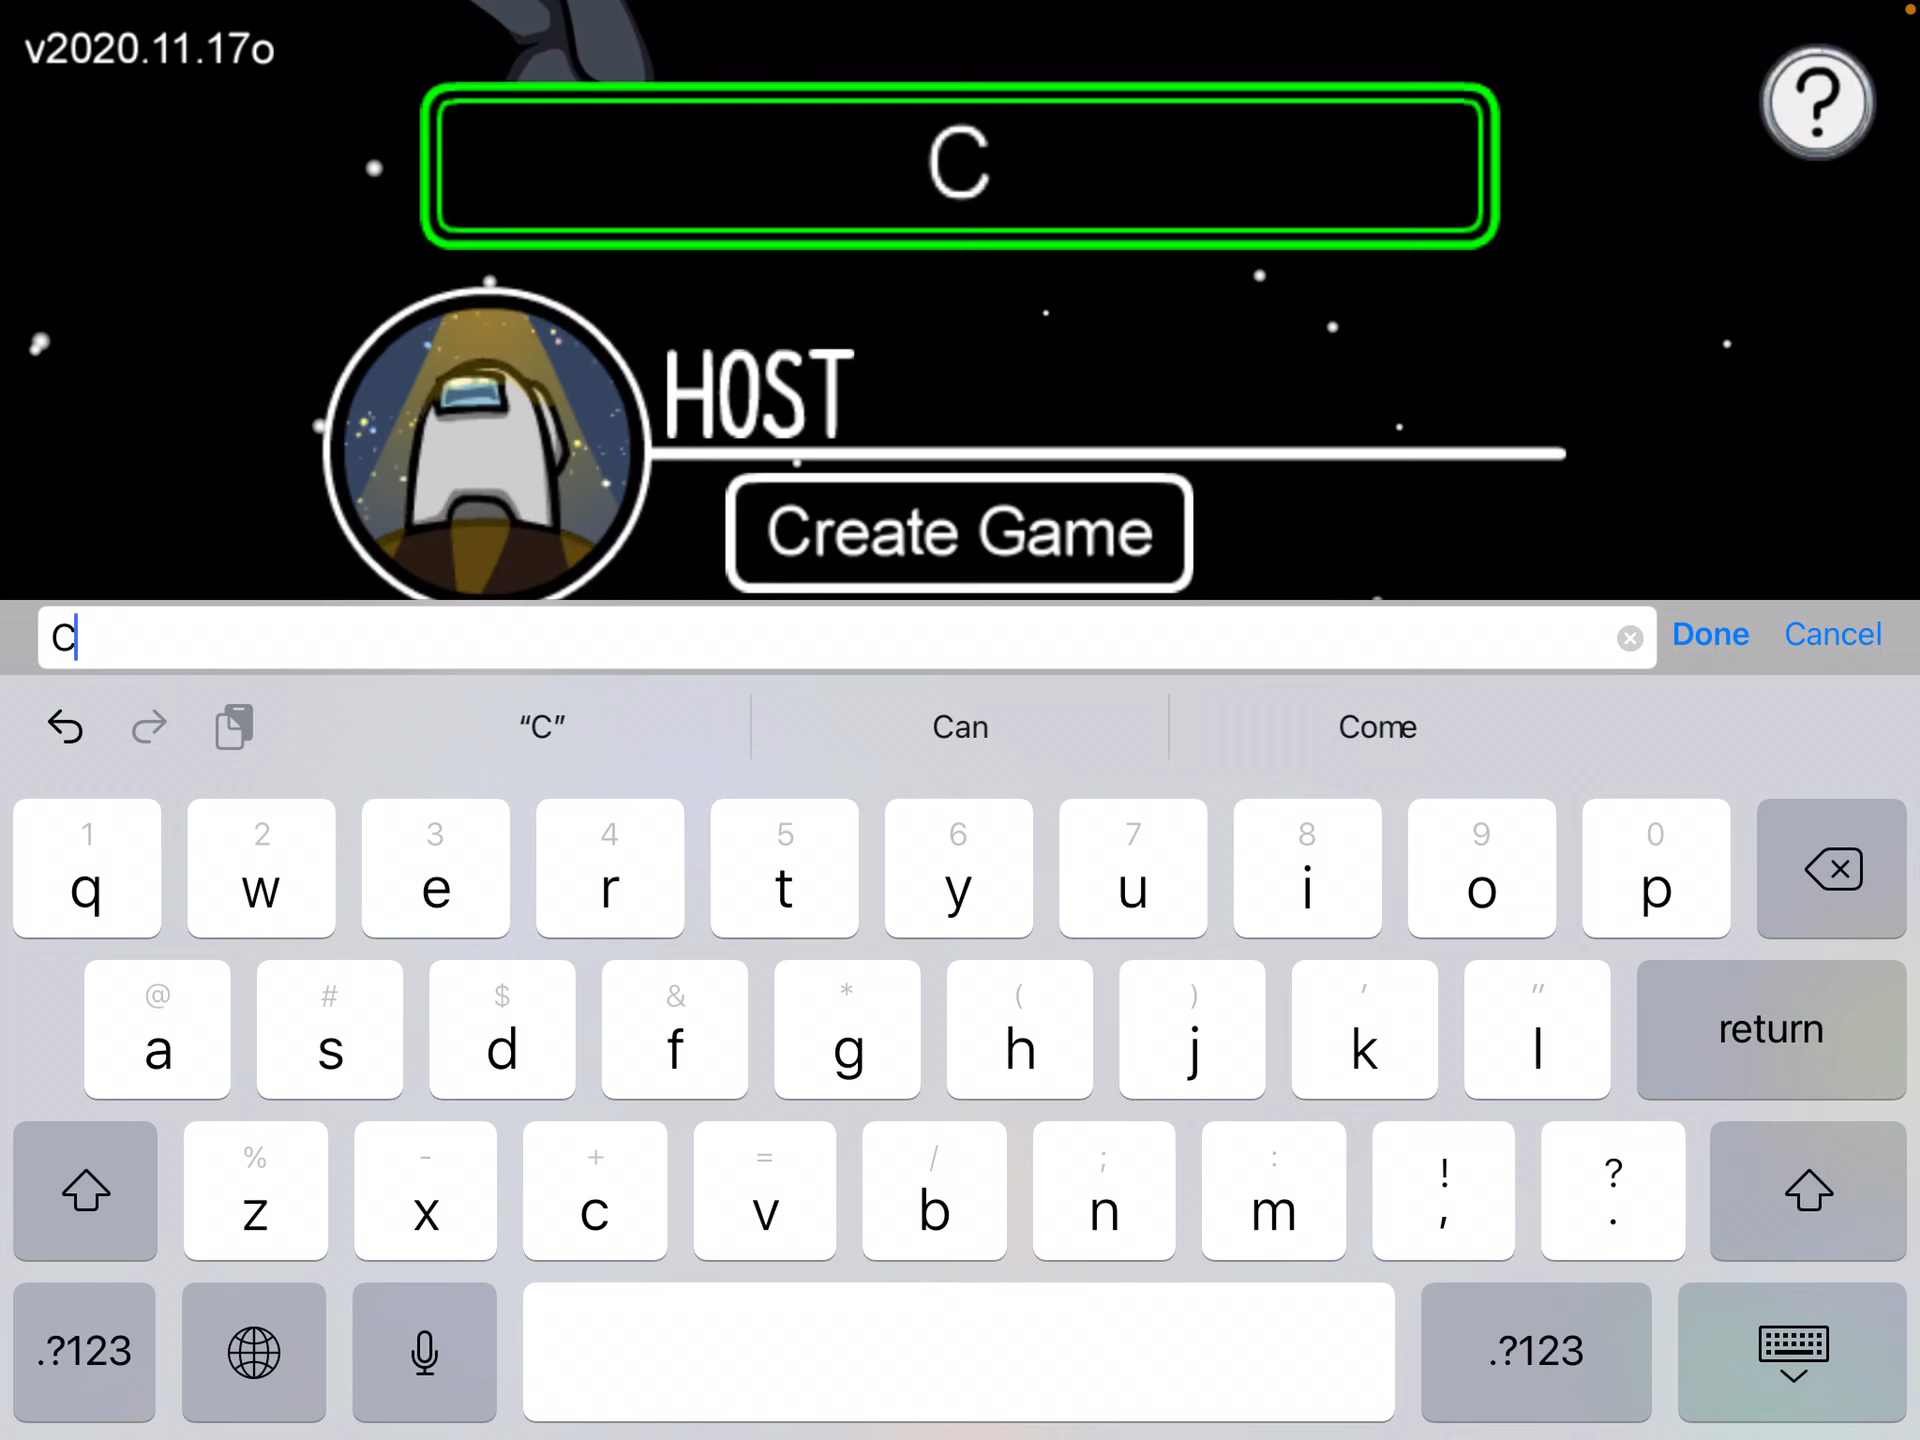 v2020.11.17o
?
C
HOST
Create Game
C
Done Cancel
“C” Can Come
1 2 3 4 5 6 7 8 9 0
q w e r t y u i o p
@ # $ & * ( ) ' "
a s d f g h j k l return
% - + = / ; : ! ?
z x c v b n m , .
.?123 .?123